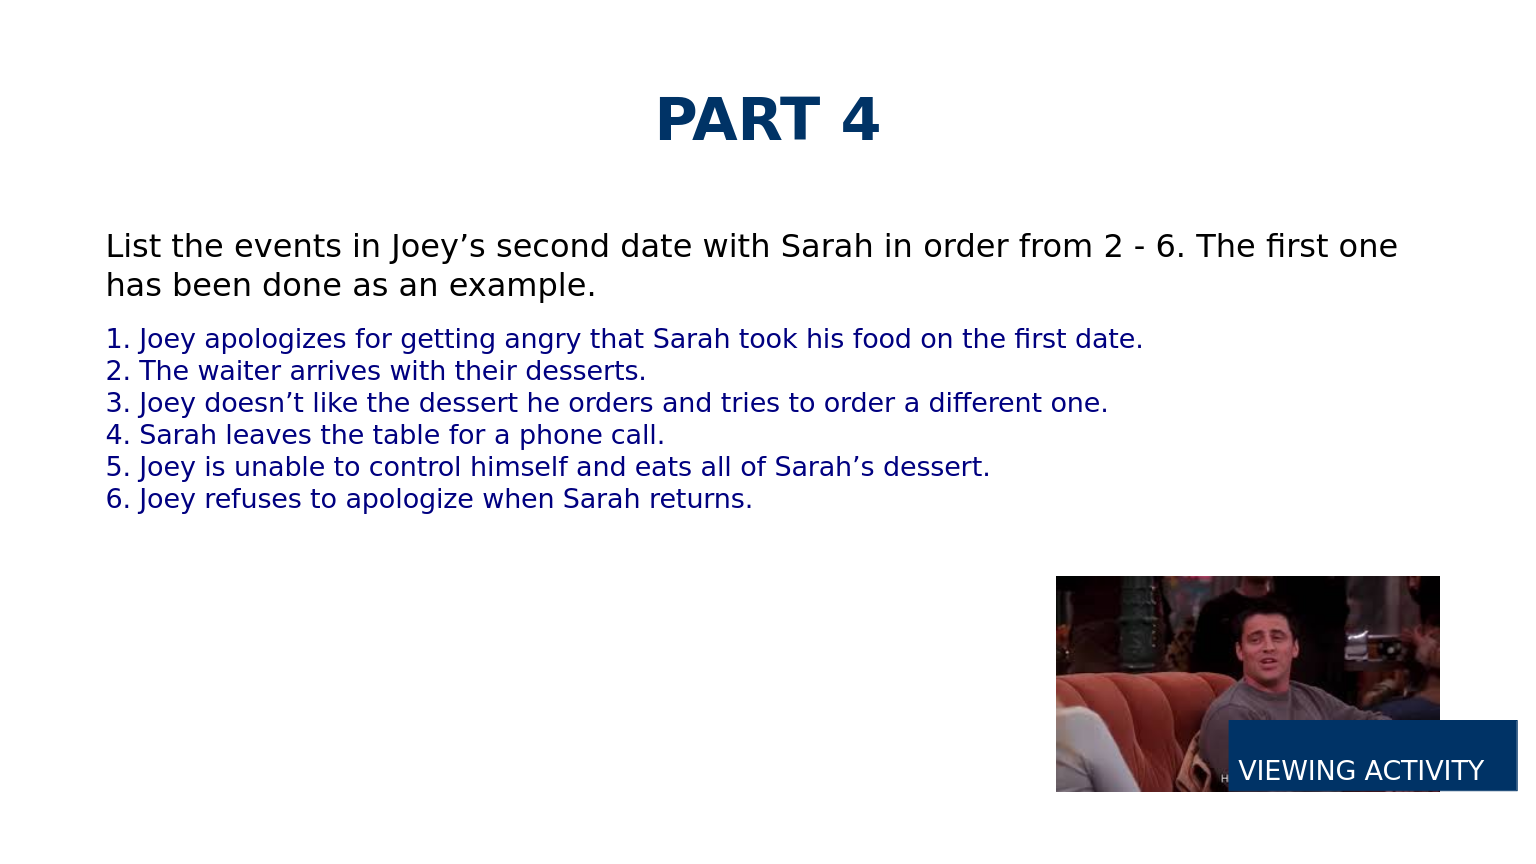 PART 4
List the events in Joey’s second date with Sarah in order from 2 - 6. The first one
has been done as an example.
1. Joey apologizes for getting angry that Sarah took his food on the first date.
2. The waiter arrives with their desserts.
3. Joey doesn’t like the dessert he orders and tries to order a different one.
4. Sarah leaves the table for a phone call.
5. Joey is unable to control himself and eats all of Sarah’s dessert.
6. Joey refuses to apologize when Sarah returns.
VIEWING ACTIVITY